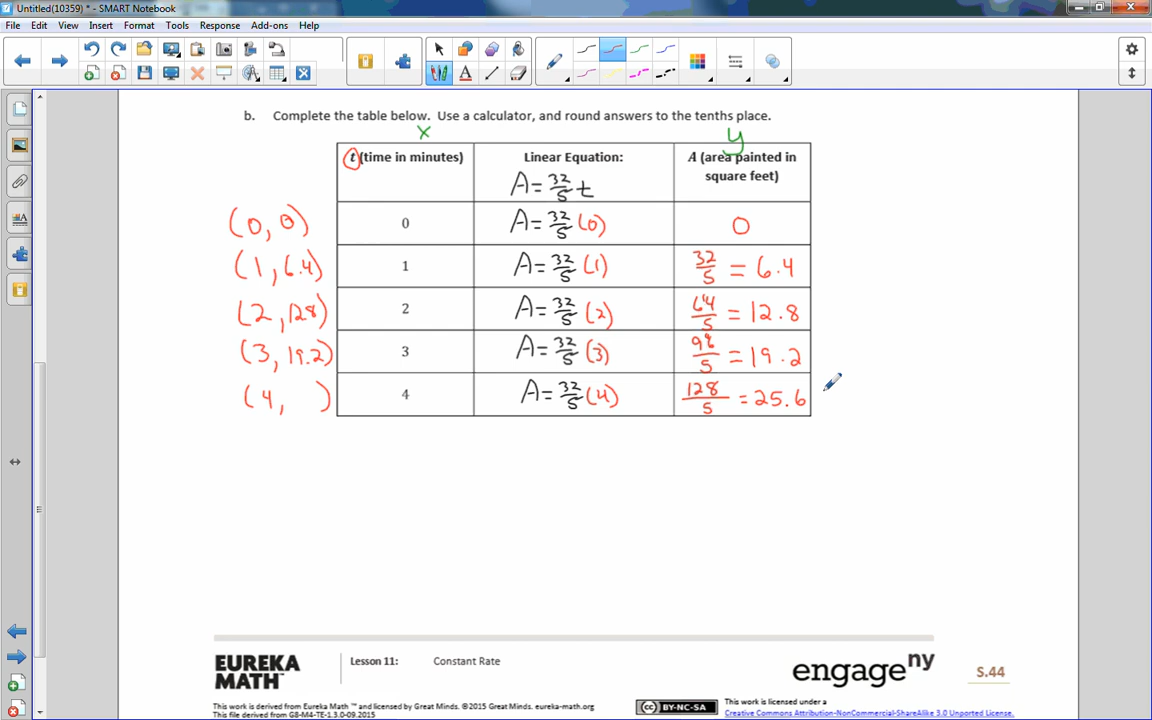 Untitled(10359) * - SMART Notebook
File Edit View Insert Format Tools Response Add-ons Help
b. Complete the table below. Use a calculator, and round answers to the tenths place.
x y
t (time in minutes) Linear Equation: A (area painted in
square feet)
A = 32/5 t
(0, 0) 0 A = 32/5 (0) 0
(1, 6.4) 1 A = 32/5 (1) 32/5 = 6.4
(2, 128) 2 A = 32/5 (2) 64/5 = 12.8
(3, 19.2) 3 A = 32/5 (3) 96/5 = 19.2
(4, ) 4 A = 32/5 (4) 128/5 = 25.6
EUREKA
MATH™
Lesson 11: Constant Rate
engageny
S.44
This work is derived from Eureka Math ™ and licensed by Great Minds. ©2015 Great Minds. eureka-math.org
This file derived from G8-M4-TE-1.3.0-09.2015
CC BY-NC-SA
This work is licensed under a
Creative Commons Attribution-NonCommercial-ShareAlike 3.0 Unported License.